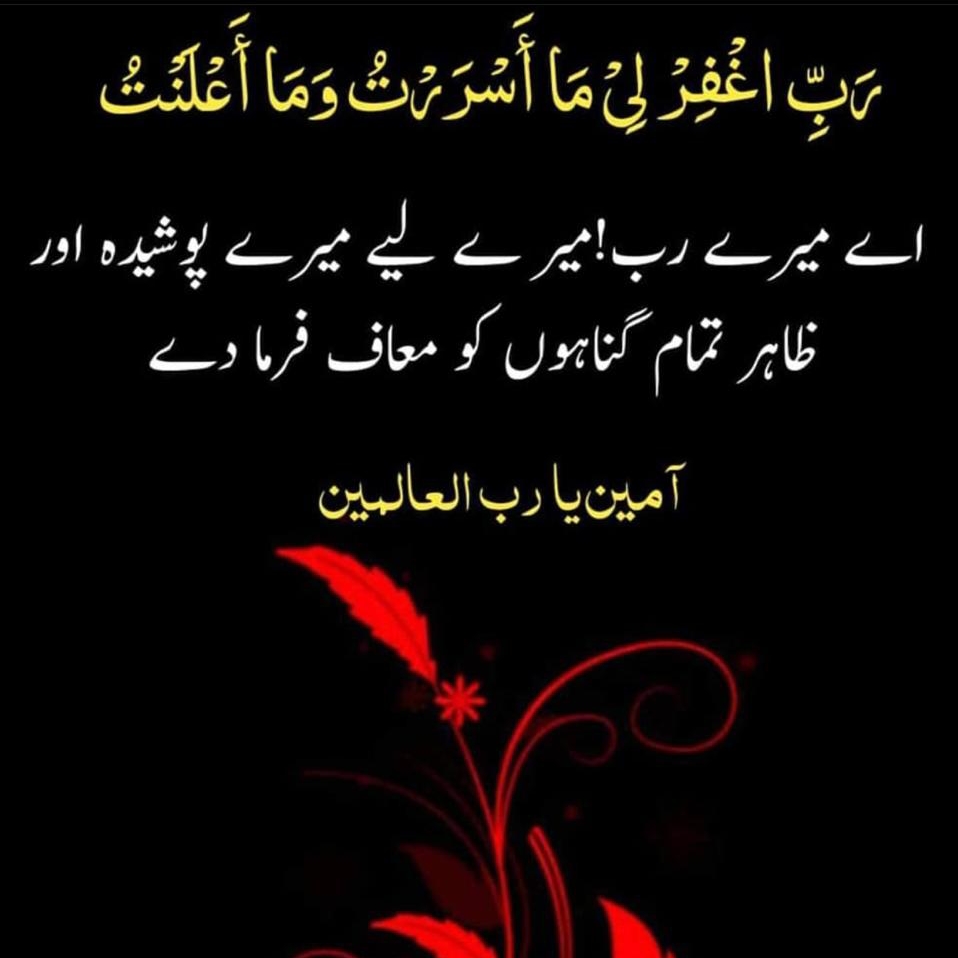 رَبِّ اغْفِرْ لِيْ مَا أَسْرَرْتُ وَمَا أَعْلَنْتُ
اے میرے رب!میر ے لیے میرے پوشیدہ اور
ظاہر تمام گناہوں کو معاف فرما دے
آمین یا رب العالمین